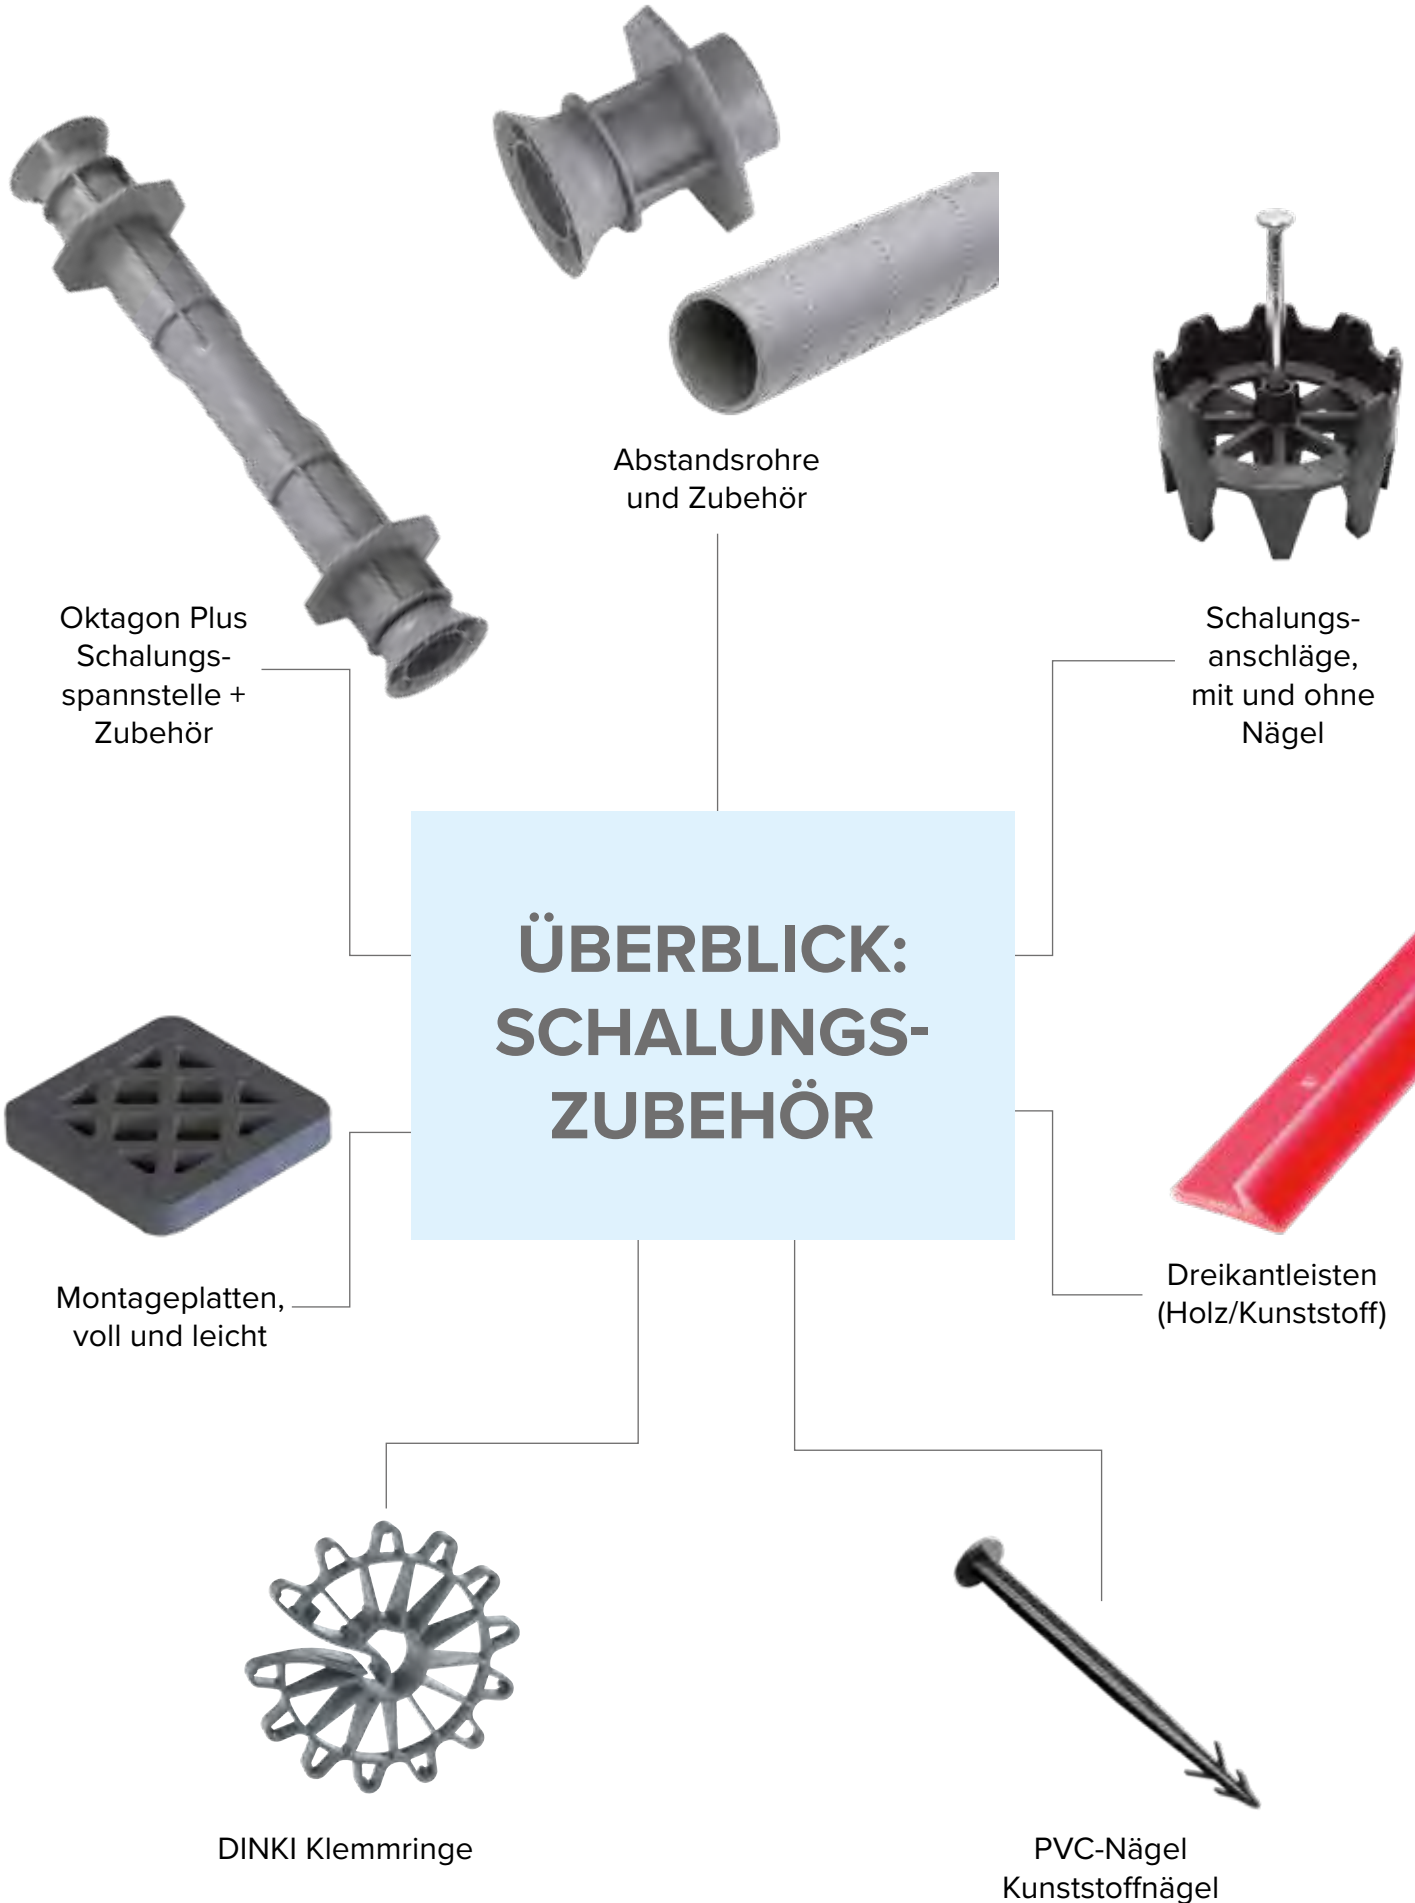 Abstandsrohre
und Zubehör
Oktagon Plus
Schalungs-
spannstelle +
Zubehör
Schalungs-
anschläge,
mit und ohne
Nägel
ÜBERBLICK:
SCHALUNGS-
ZUBEHÖR
Montageplatten,
voll und leicht
Dreikantleisten
(Holz/Kunststoff)
DINKI Klemmringe
PVC-Nägel
Kunststoffnägel